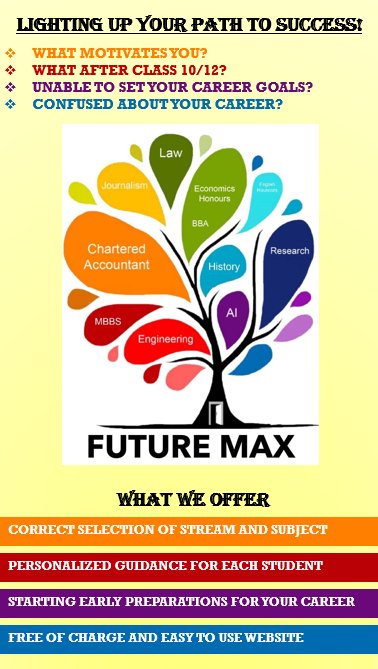 LIGHTING UP YOUR PATH TO SUCCESS!
WHAT MOTIVATES YOU?
WHAT AFTER CLASS 10/12?
UNABLE TO SET YOUR CAREER GOALS?
CONFUSED ABOUT YOUR CAREER?
Law
Journalism
Economics
Honours
English
Honours
BBA
Chartered
Accountant
Research
History
MBBS
AI
Engineering
FUTURE MAX
WHAT WE OFFER
CORRECT SELECTION OF STREAM AND SUBJECT
PERSONALIZED GUIDANCE FOR EACH STUDENT
STARTING EARLY PREPARATIONS FOR YOUR CAREER
FREE OF CHARGE AND EASY TO USE WEBSITE